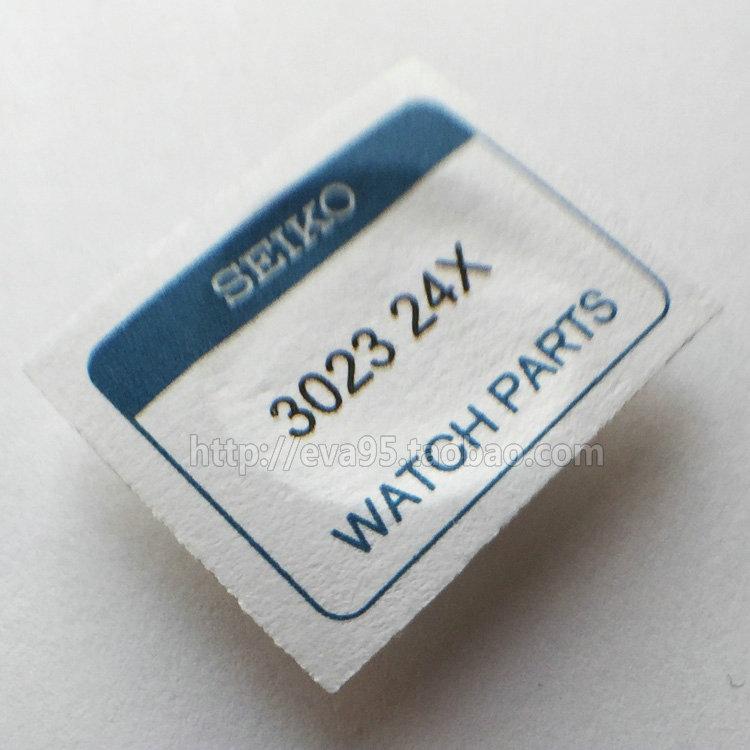 SEIKO
3023 24X
WATCH PARTS
http://eva95.taobao.com